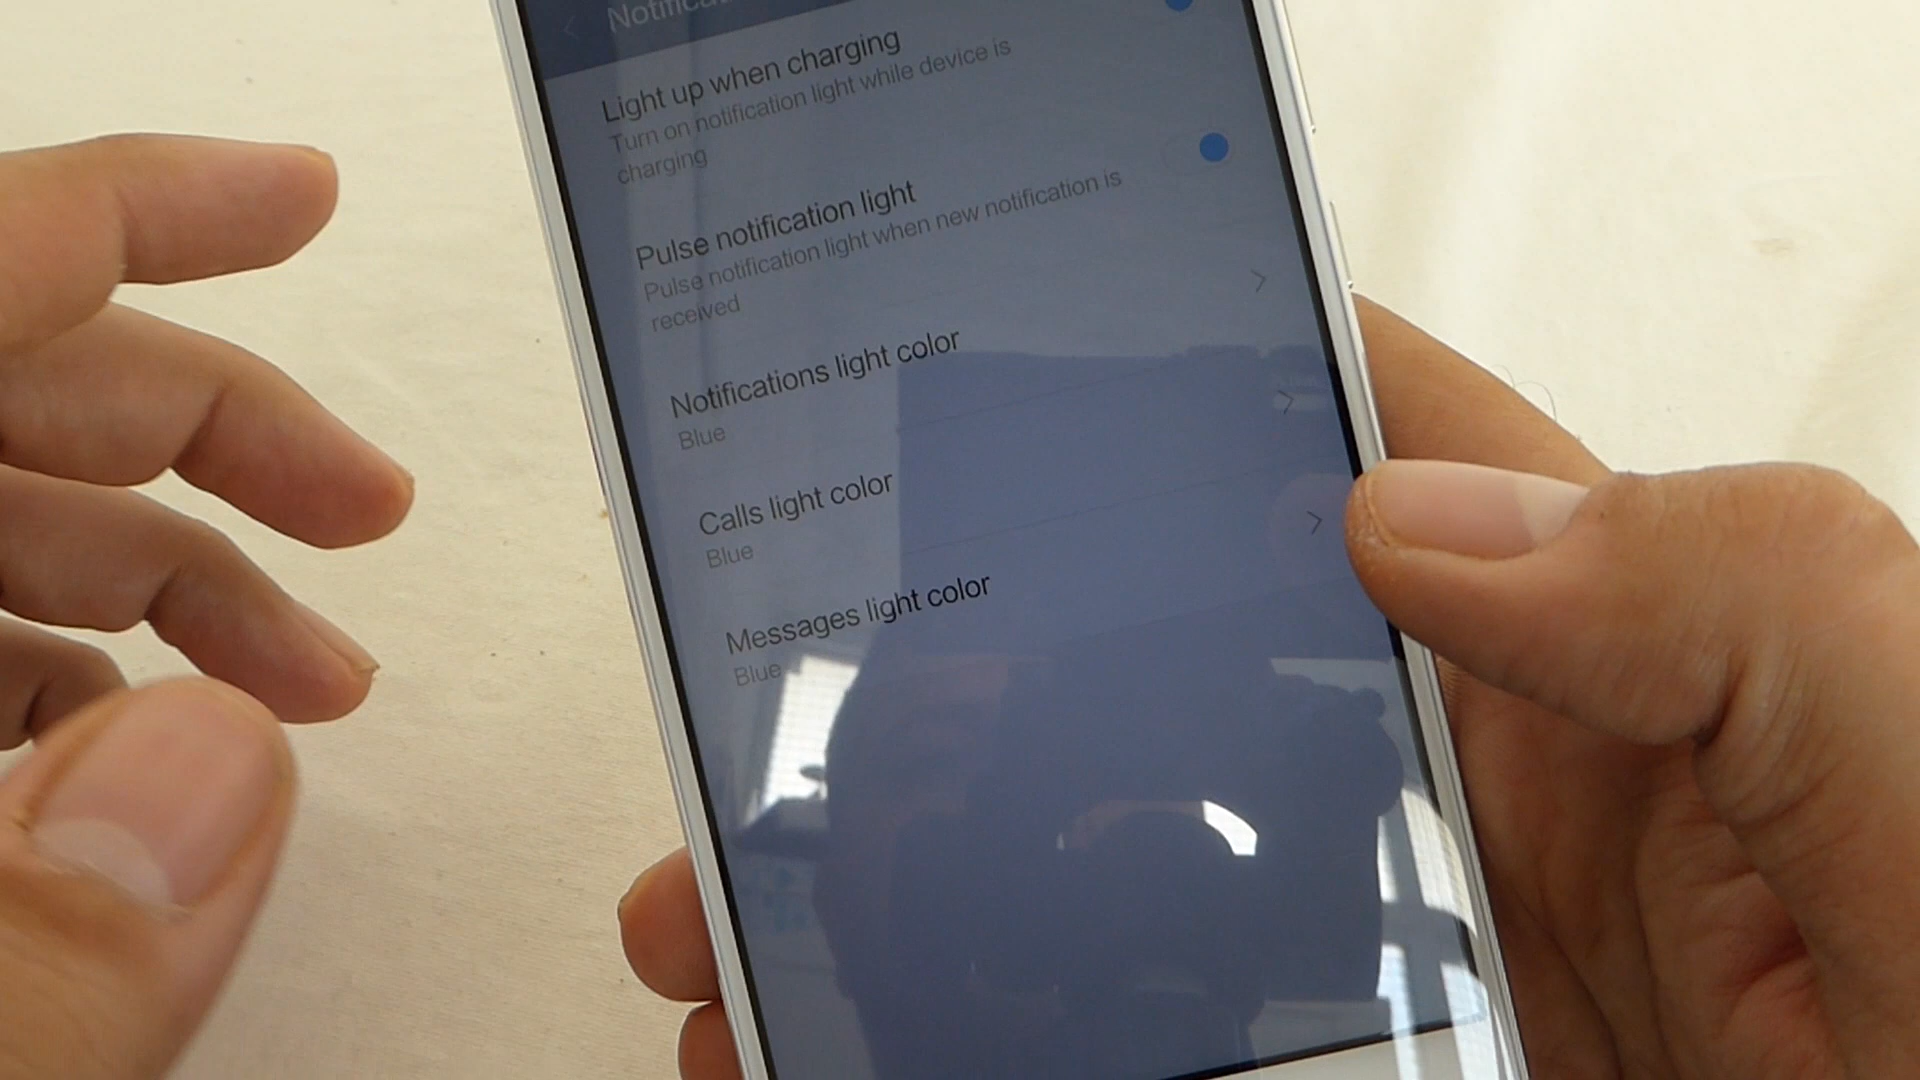 Light up when charging
Turn on notification light while device is
charging
Pulse notification light
Pulse notification light when new notification is
received
Notifications light color
Blue
Calls light color
Blue
Messages light color
Blue